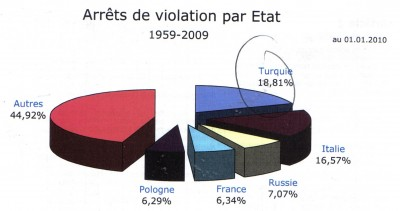 Arrêts de violation par Etat
1959-2009
au 01.01.2010
Turquie
18,81%
Autres
44,92%
Italie
16,57%
Pologne
6,29%
France
6,34%
Russie
7,07%